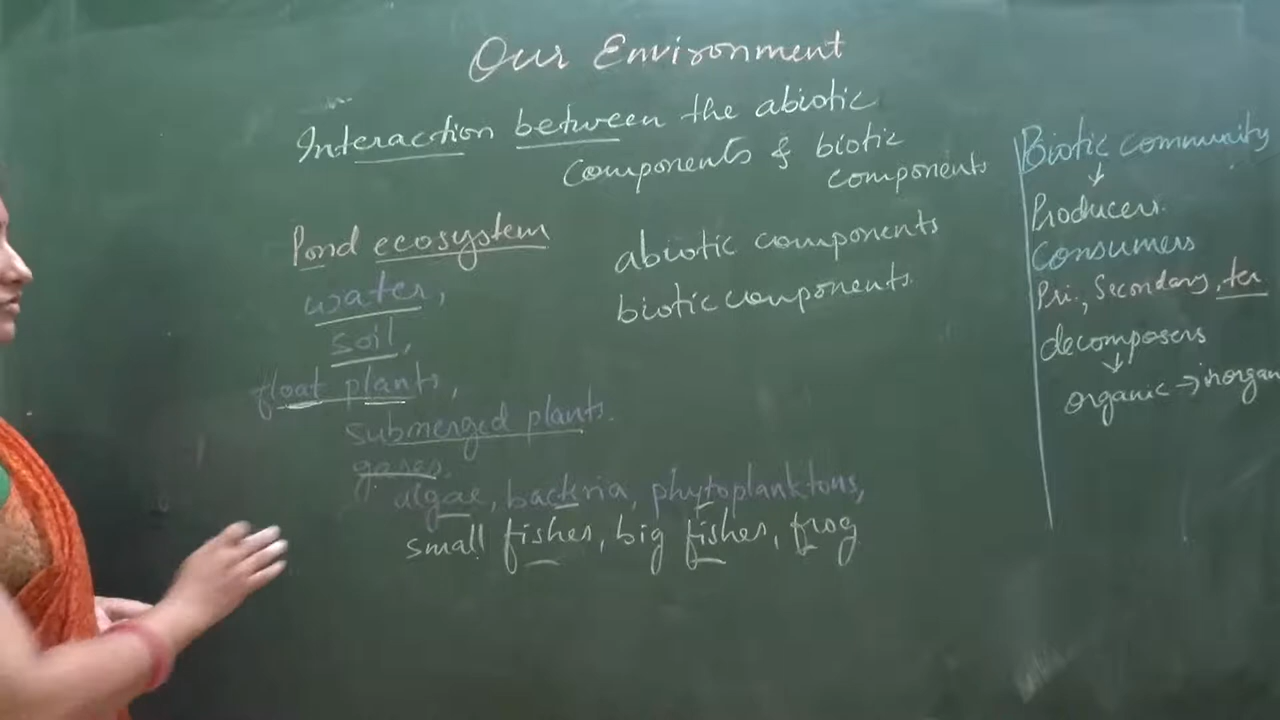 Our Environment
Interaction between the abiotic
components & biotic
components
Pond ecosystem
water,
soil,
float plants,
submerged plants.
gases.
algae, bacteria, phytoplanktons,
small fishes, big fishes, frog
abiotic components
biotic components.
Biotic community
↓
Producers.
Consumers
Pri., Secondary, ter
decomposers
↓
organic → inorgan